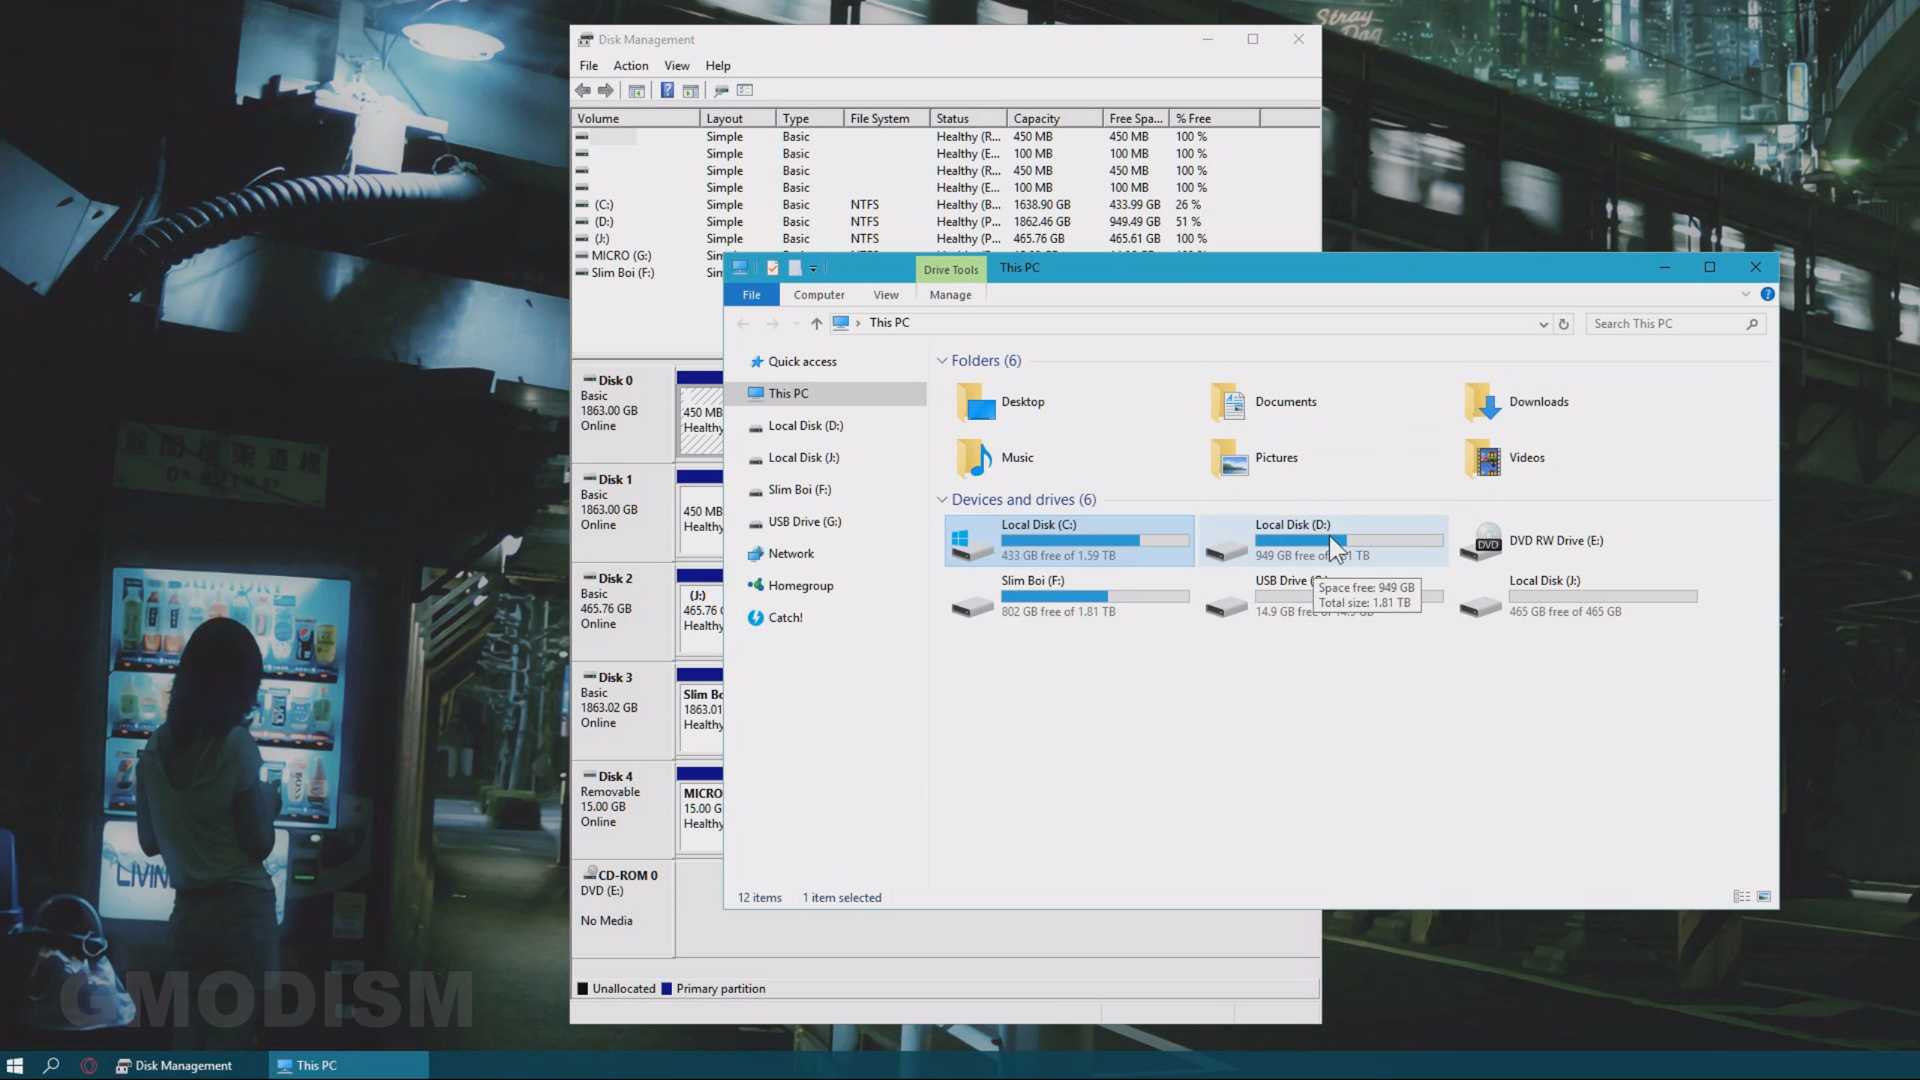 Stray
Dog
Disk Management
File Action View Help
Volume Layout Type File System Status Capacity Free Spa... % Free
Simple Basic Healthy (R... 450 MB 450 MB 100 %
Simple Basic Healthy (E... 100 MB 100 MB 100 %
Simple Basic Healthy (R... 450 MB 450 MB 100 %
Simple Basic Healthy (E... 100 MB 100 MB 100 %
(C:) Simple Basic NTFS Healthy (B... 1638.90 GB 433.99 GB 26 %
(D:) Simple Basic NTFS Healthy (P... 1862.46 GB 949.49 GB 51 %
(J:) Simple Basic NTFS Healthy (P... 465.76 GB 465.61 GB 100 %
MICRO (G:)
Slim Boi (F:) Sim
Drive Tools This PC
File Computer View Manage
This PC
Search This PC
Quick access
This PC
Local Disk (D:)
Local Disk (J:)
Slim Boi (F:)
USB Drive (G:)
Network
Homegroup
Catch!
Folders (6)
Desktop Documents Downloads
Music Pictures Videos
Devices and drives (6)
Local Disk (C:)
433 GB free of 1.59 TB
Local Disk (D:)
949 GB free of 1 TB
DVD
DVD RW Drive (E:)
Slim Boi (F:)
802 GB free of 1.81 TB
USB Drive (
14.9 GB free
Local Disk (J:)
465 GB free of 465 GB
Space free: 949 GB
Total size: 1.81 TB
12 items 1 item selected
Disk 0
Basic
1863.00 GB
Online
450 MB
Healthy
Disk 1
Basic
1863.00 GB
Online
450 MB
Healthy
Disk 2
Basic
465.76 GB
Online
(J:)
465.76
Healthy
Disk 3
Basic
1863.02 GB
Online
Slim Bo
1863.01
Healthy
Disk 4
Removable
15.00 GB
Online
MICRO
15.00 G
Healthy
CD-ROM 0
DVD (E:)
No Media
Unallocated Primary partition
LIVIN
GMODISM
Disk Management This PC